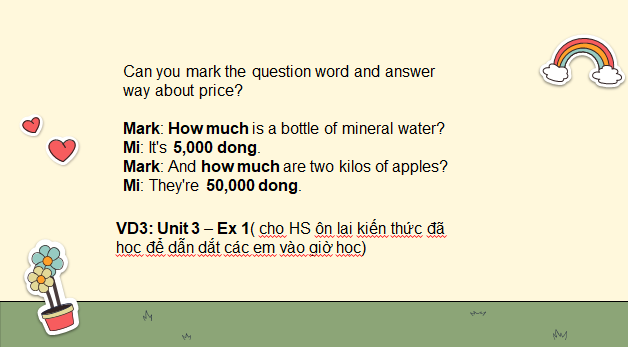 Can you mark the question word and answer
way about price?
Mark: How much is a bottle of mineral water?
Mi: It's 5,000 dong.
Mark: And how much are two kilos of apples?
Mi: They're 50,000 dong.
VD3: Unit 3 – Ex 1( cho HS ôn lai kiến thức đã
học để dẫn dắt các em vào giờ học)